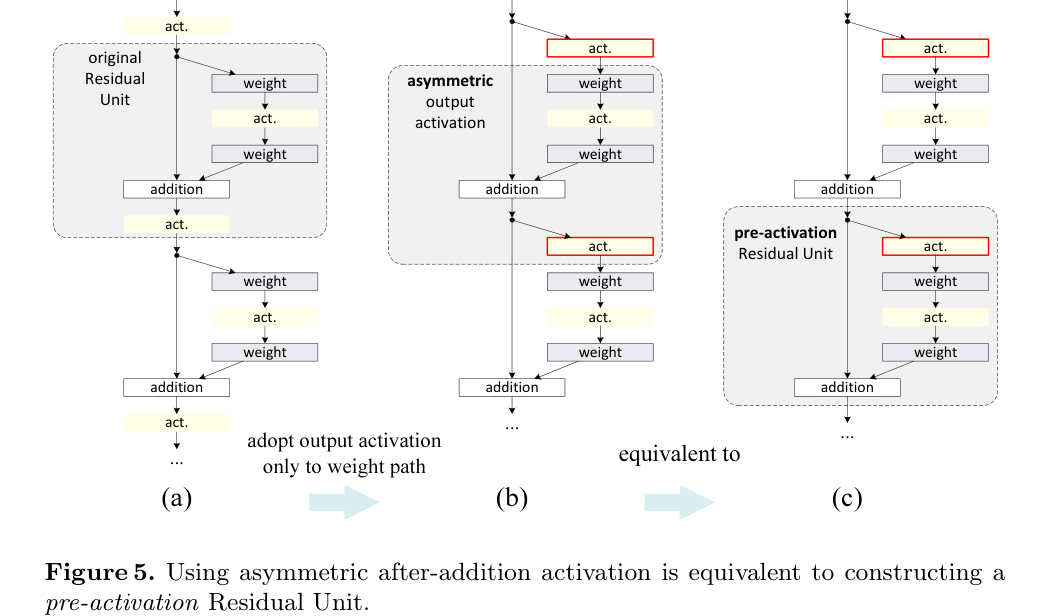 act.
original
Residual
Unit
weight
act.
weight
addition
act.
weight
act.
weight
addition
act.
...
adopt output activation
only to weight path
(a)
act.
asymmetric
output
activation
weight
act.
weight
addition
act.
weight
act.
weight
addition
...
equivalent to
(b)
act.
weight
act.
weight
addition
pre-activation
Residual Unit
act.
weight
act.
weight
addition
...
(c)
Figure 5. Using asymmetric after-addition activation is equivalent to constructing a
pre-activation Residual Unit.